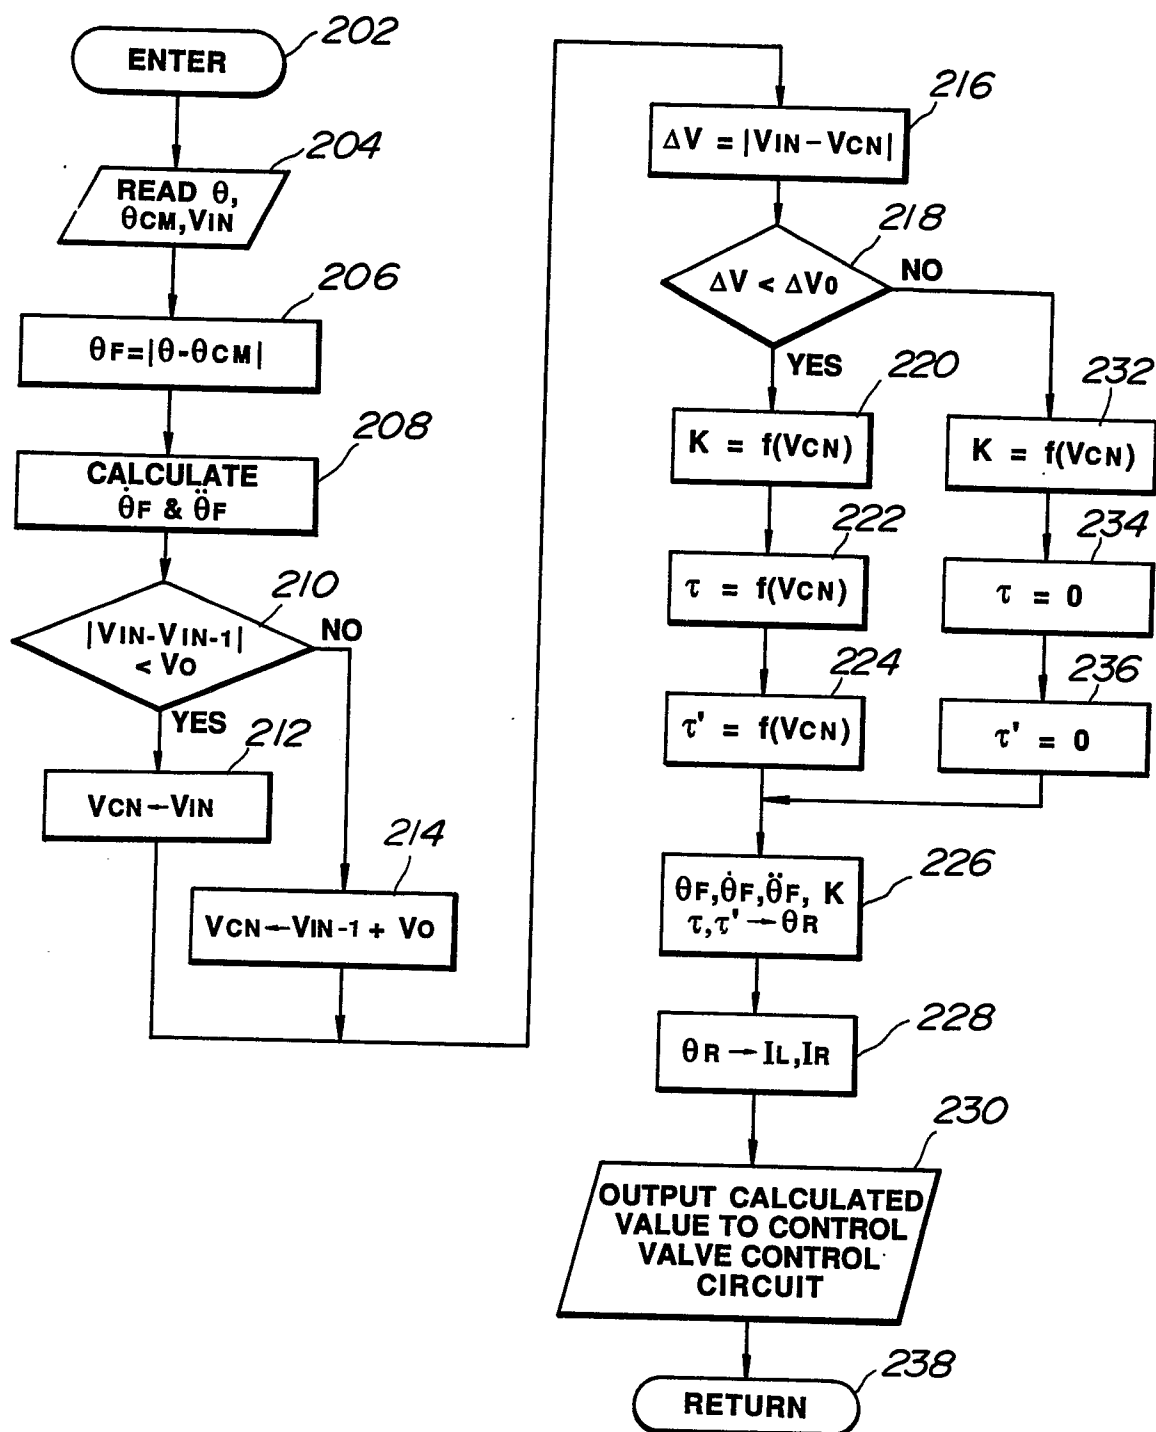 202
ENTER
204
READ θ,
θCM,VIN
206
θF=|θ-θCM|
208
CALCULATE
θ̇F & θ̈F
210
|VIN-VIN-1|
< VO
NO
YES
212
VCN←VIN
214
VCN←VIN-1 + VO
216
ΔV = |VIN-VCN|
218
ΔV < ΔV0
NO
YES
220
K = f(VCN)
222
τ = f(VCN)
224
τ' = f(VCN)
232
K = f(VCN)
234
τ = 0
236
τ' = 0
226
θF,θ̇F,θ̈F, K
τ,τ'→θR
228
θR→IL,IR
230
OUTPUT CALCULATED
VALUE TO CONTROL
VALVE CONTROL
CIRCUIT
238
RETURN